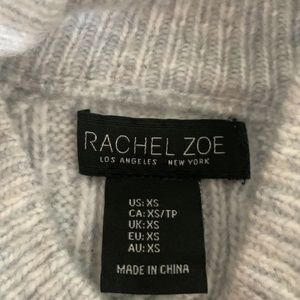 RACHEL ZOE
LOS ANGELES NEW YORK
US: XS
CA: XS/TP
UK: XS
EU: XS
AU: XS
MADE IN CHINA